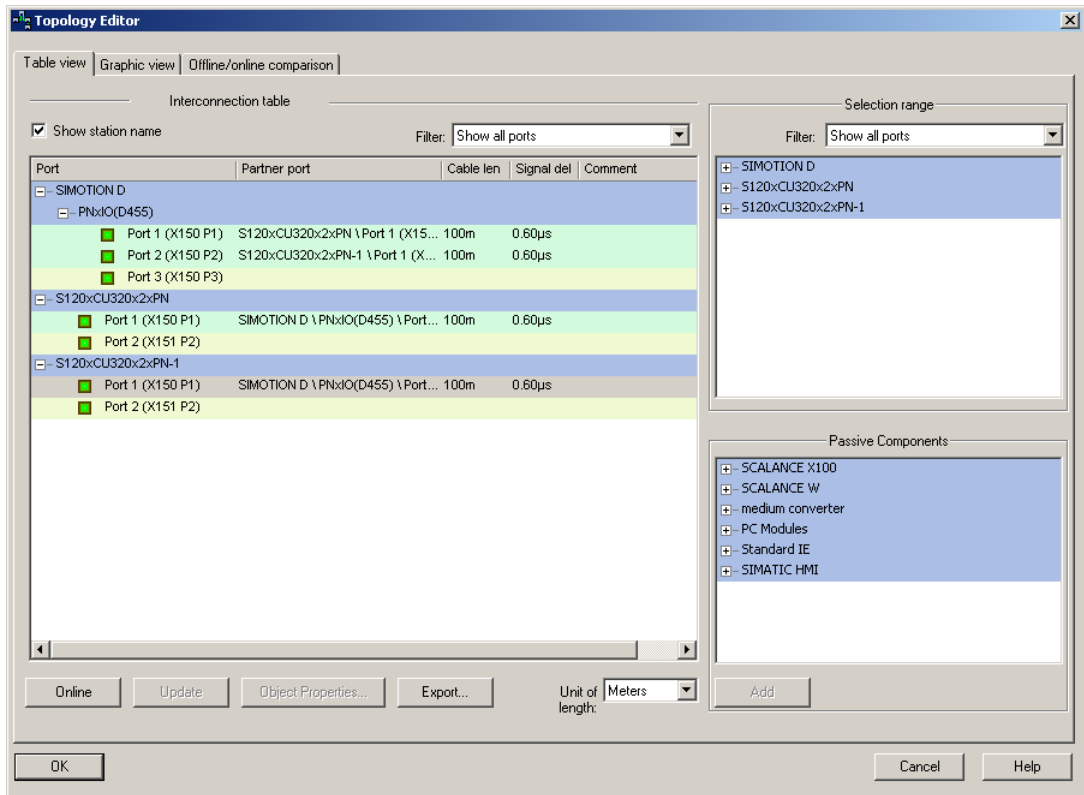 Topology Editor
Table view Graphic view Offline/online comparison
Interconnection table
Show station name Filter: Show all ports
Port Partner port Cable len Signal del Comment
SIMOTION D
PNxIO(D455)
Port 1 (X150 P1) S120xCU320x2xPN \ Port 1 (X15... 100m 0.60µs
Port 2 (X150 P2) S120xCU320x2xPN-1 \ Port 1 (X... 100m 0.60µs
Port 3 (X150 P3)
S120xCU320x2xPN
Port 1 (X150 P1) SIMOTION D \ PNxIO(D455) \ Port... 100m 0.60µs
Port 2 (X151 P2)
S120xCU320x2xPN-1
Port 1 (X150 P1) SIMOTION D \ PNxIO(D455) \ Port... 100m 0.60µs
Port 2 (X151 P2)
Online Update Object Properties... Export... Unit of length: Meters
Selection range
Filter: Show all ports
SIMOTION D
S120xCU320x2xPN
S120xCU320x2xPN-1
Passive Components
SCALANCE X100
SCALANCE W
medium converter
PC Modules
Standard IE
SIMATIC HMI
Add
OK Cancel Help